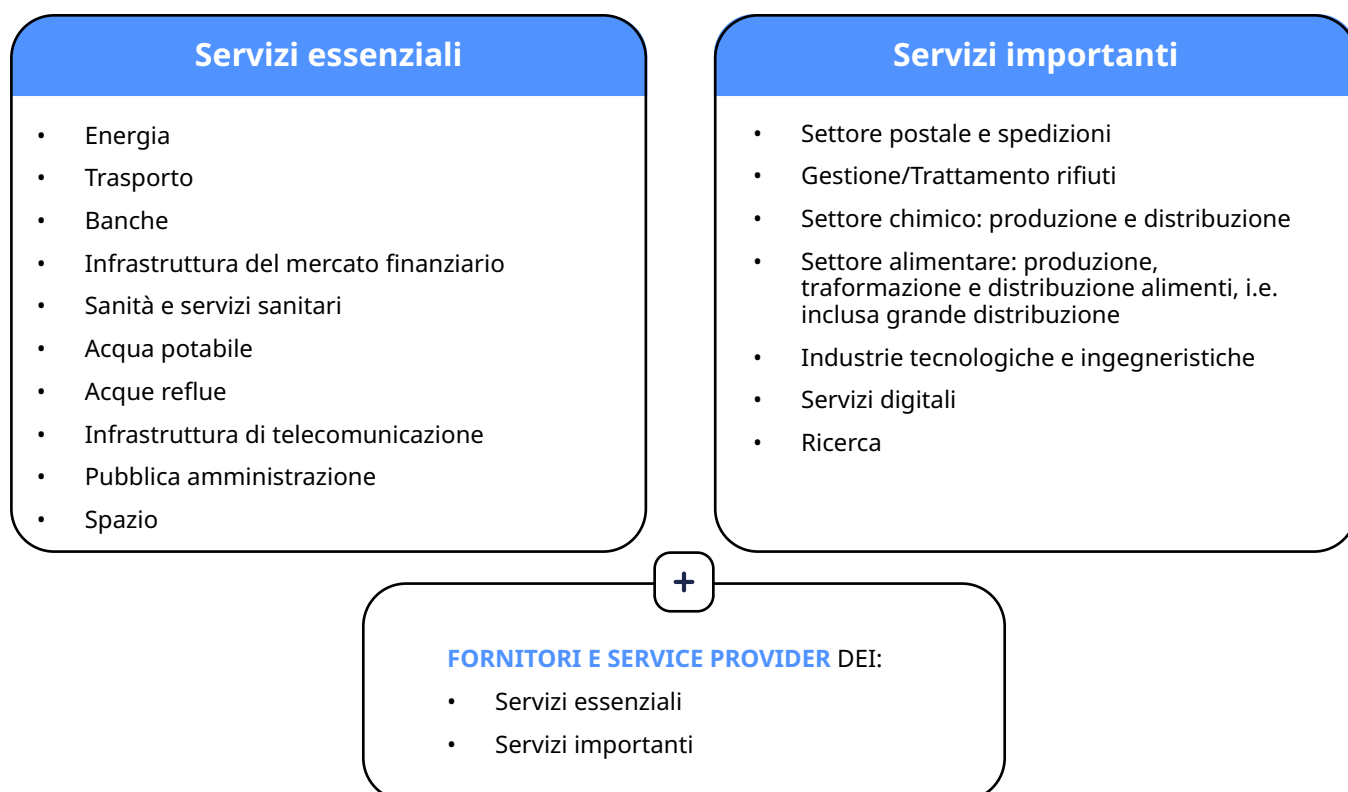 Servizi essenziali
• Energia
• Trasporto
• Banche
• Infrastruttura del mercato finanziario
• Sanità e servizi sanitari
• Acqua potabile
• Acque reflue
• Infrastruttura di telecomunicazione
• Pubblica amministrazione
• Spazio
Servizi importanti
• Settore postale e spedizioni
• Gestione/Trattamento rifiuti
• Settore chimico: produzione e distribuzione
• Settore alimentare: produzione,
traformazione e distribuzione alimenti, i.e.
inclusa grande distribuzione
• Industrie tecnologiche e ingegneristiche
• Servizi digitali
• Ricerca
+
FORNITORI E SERVICE PROVIDER DEI:
• Servizi essenziali
• Servizi importanti